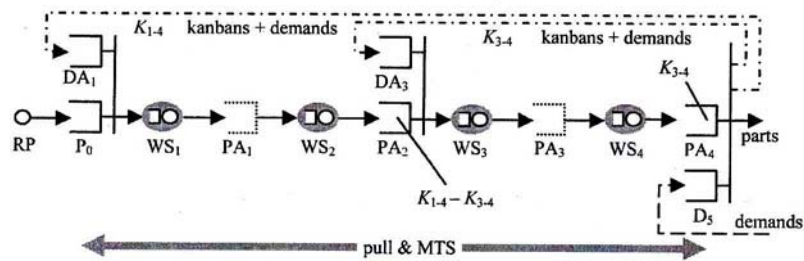 K1-4 kanbans + demands
K3-4 kanbans + demands
DA1
DA3
K3-4
RP
P0
WS1
PA1
WS2
PA2
WS3
PA3
WS4
PA4
parts
K1-4 – K3-4
D5
demands
pull & MTS